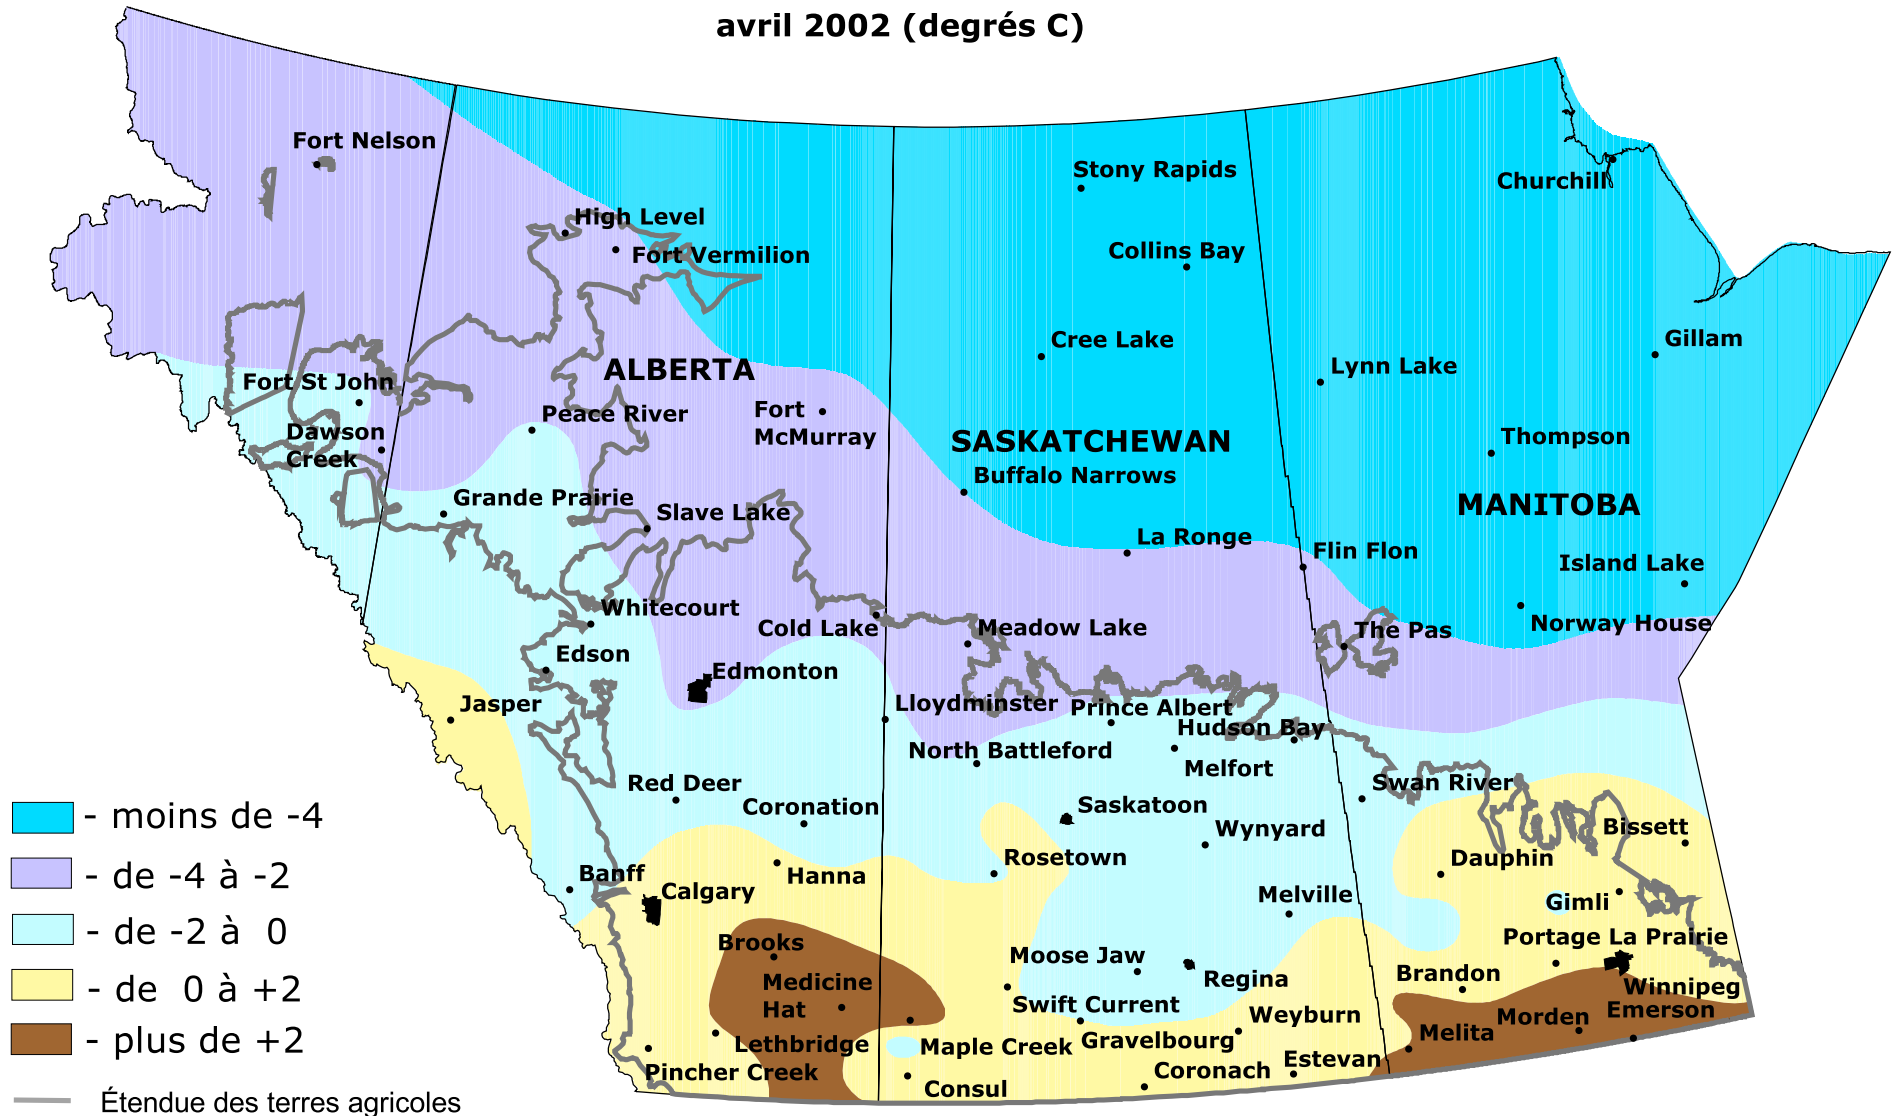 avril 2002 (degrés C)
Fort Nelson
Stony Rapids
Churchill
High Level
Fort Vermilion
Collins Bay
Cree Lake
Gillam
ALBERTA
Lynn Lake
Fort St John
Peace River
Fort
McMurray
Dawson
Creek
SASKATCHEWAN
Thompson
Buffalo Narrows
Grande Prairie
Slave Lake
MANITOBA
La Ronge
Flin Flon
Island Lake
Whitecourt
Cold Lake
Meadow Lake
The Pas
Norway House
Edson
Edmonton
Jasper
Lloydminster
Prince Albert
Hudson Bay
North Battleford
Melfort
Red Deer
Swan River
Coronation
Saskatoon
Wynyard
Bissett
- moins de -4
Rosetown
Dauphin
- de -4 à -2
Banff
Hanna
Calgary
Melville
Gimli
- de -2 à 0
Brooks
Portage La Prairie
Moose Jaw
Regina
Brandon
Medicine
Hat
Winnipeg
- de 0 à +2
Swift Current
Weyburn
Morden
Emerson
- plus de +2
Lethbridge
Maple Creek
Gravelbourg
Melita
Pincher Creek
Consul
Coronach
Estevan
Étendue des terres agricoles